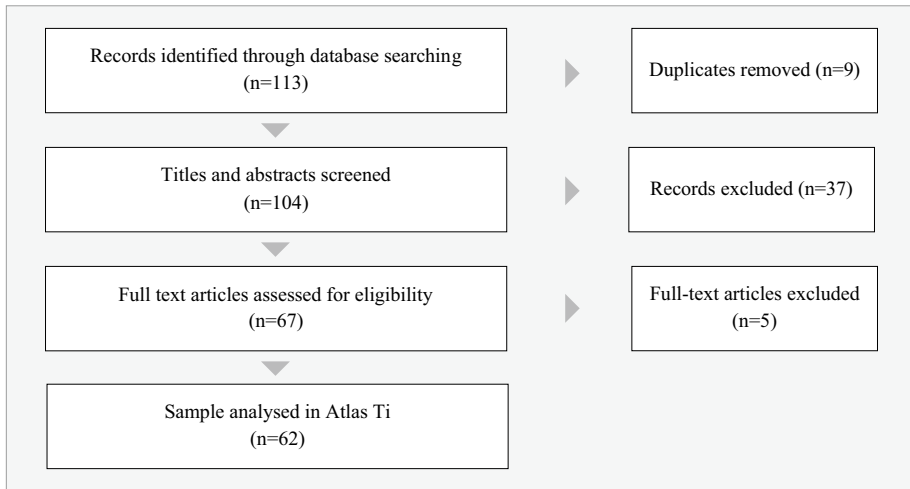 Records identified through database searching
(n=113)
Duplicates removed (n=9)
Titles and abstracts screened
(n=104)
Records excluded (n=37)
Full text articles assessed for eligibility
(n=67)
Full-text articles excluded
(n=5)
Sample analysed in Atlas Ti
(n=62)